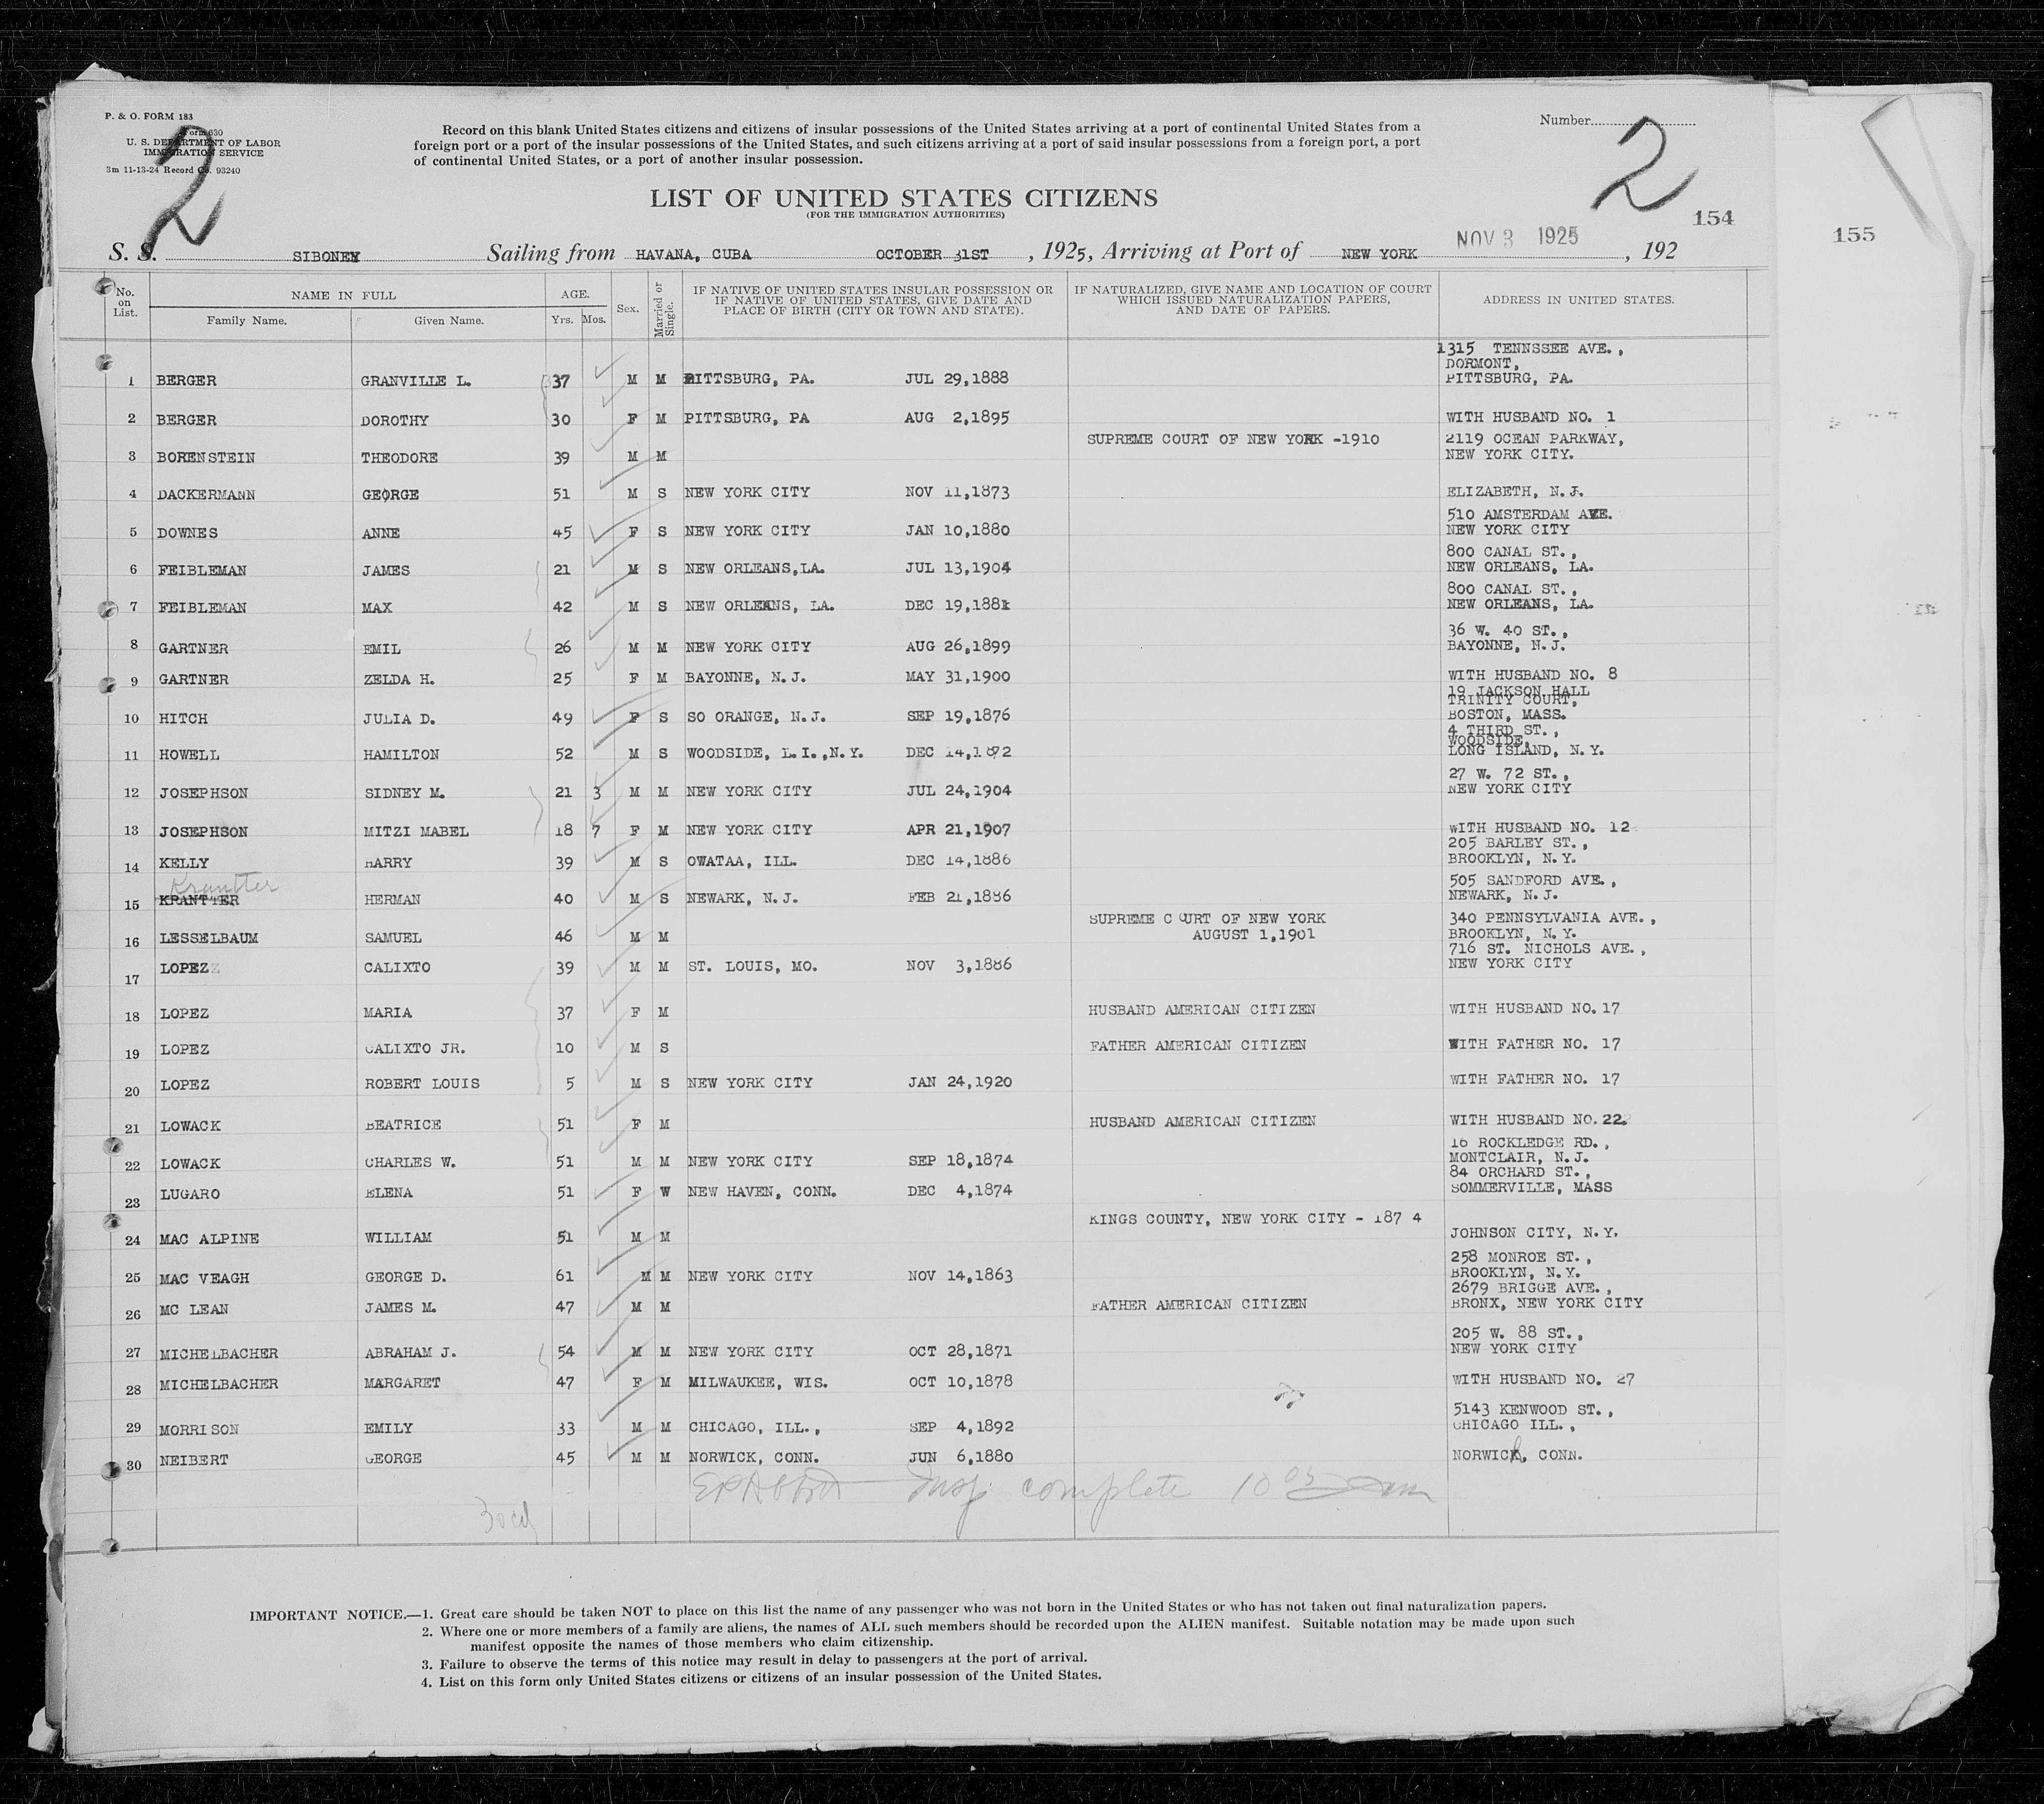 P. & O. FORM 183
Form 630
U. S. DEPARTMENT OF LABOR
IMMIGRATION SERVICE
3m 11-13-24 Record Co. 93240
2
Record on this blank United States citizens and citizens of insular possessions of the United States arriving at a port of continental United States from a
foreign port or a port of the insular possessions of the United States, and such citizens arriving at a port of said insular possessions from a foreign port, a port
of continental United States, or a port of another insular possession.
Number
2
154
155
LIST OF UNITED STATES CITIZENS
(FOR THE IMMIGRATION AUTHORITIES)
S. S. SIBONEY Sailing from HAVANA, CUBA OCTOBER 31ST , 1925, Arriving at Port of NEW YORK NOV 3 1925 , 192
No. on List. NAME IN FULL Family Name. Given Name. AGE. Yrs. Mos. Sex. Married or Single. IF NATIVE OF UNITED STATES INSULAR POSSESSION OR IF NATIVE OF UNITED STATES, GIVE DATE AND PLACE OF BIRTH (CITY OR TOWN AND STATE). IF NATURALIZED, GIVE NAME AND LOCATION OF COURT WHICH ISSUED NATURALIZATION PAPERS, AND DATE OF PAPERS. ADDRESS IN UNITED STATES.
1315 TENNSSEE AVE.,
DORMONT,
1 BERGER GRANVILLE L. 37 M M PITTSBURG, PA. JUL 29,1888 PITTSBURG, PA.
2 BERGER DOROTHY 30 F M PITTSBURG, PA AUG 2,1895 WITH HUSBAND NO. 1
SUPREME COURT OF NEW YORK -1910 2119 OCEAN PARKWAY,
3 BORENSTEIN THEODORE 39 M M NEW YORK CITY.
4 DACKERMANN GEORGE 51 M S NEW YORK CITY NOV 11,1873 ELIZABETH, N.J.
510 AMSTERDAM AVE.
5 DOWNES ANNE 45 F S NEW YORK CITY JAN 10,1880 NEW YORK CITY
800 CANAL ST.,
6 FEIBLEMAN JAMES 21 M S NEW ORLEANS,LA. JUL 13,1904 NEW ORLEANS, LA.
800 CANAL ST.,
7 FEIBLEMAN MAX 42 M S NEW ORLEANS, LA. DEC 19,1881 NEW ORLEANS, LA.
36 W. 40 ST.,
8 GARTNER EMIL 26 M M NEW YORK CITY AUG 26,1899 BAYONNE, N.J.
9 GARTNER ZELDA H. 25 F M BAYONNE, N.J. MAY 31,1900 WITH HUSBAND NO. 8
19 JACKSON HALL
TRINITY COURT,
10 HITCH JULIA D. 49 F S SO ORANGE, N.J. SEP 19,1876 BOSTON, MASS.
4 THIRD ST.,
WOODSIDE,
11 HOWELL HAMILTON 52 M S WOODSIDE, L.I.,N.Y. DEC 14,1872 LONG ISLAND, N.Y.
27 W. 72 ST.,
12 JOSEPHSON SIDNEY M. 21 3 M M NEW YORK CITY JUL 24,1904 NEW YORK CITY
13 JOSEPHSON MITZI MABEL 18 7 F M NEW YORK CITY APR 21,1907 WITH HUSBAND NO. 12
205 BARLEY ST.,
14 KELLY HARRY 39 M S OWATAA, ILL. DEC 14,1886 BROOKLYN, N.Y.
Krantter 505 SANDFORD AVE.,
15 KRANTTER HERMAN 40 M S NEWARK, N.J. FEB 21,1886 NEWARK, N.J.
SUPREME COURT OF NEW YORK 340 PENNSYLVANIA AVE.,
16 LESSELBAUM SAMUEL 46 M M AUGUST 1,1901 BROOKLYN, N.Y.
716 ST. NICHOLS AVE.,
17 LOPEZ CALIXTO 39 M M ST. LOUIS, MO. NOV 3,1886 NEW YORK CITY
18 LOPEZ MARIA 37 F M HUSBAND AMERICAN CITIZEN WITH HUSBAND NO.17
19 LOPEZ CALIXTO JR. 10 M S FATHER AMERICAN CITIZEN WITH FATHER NO. 17
20 LOPEZ ROBERT LOUIS 5 M S NEW YORK CITY JAN 24,1920 WITH FATHER NO. 17
21 LOWACK BEATRICE 51 F M HUSBAND AMERICAN CITIZEN WITH HUSBAND NO.22
16 ROCKLEDGE RD.,
22 LOWACK CHARLES W. 51 M M NEW YORK CITY SEP 18,1874 MONTCLAIR, N.J.
84 ORCHARD ST.,
23 LUGARO ELENA 51 F W NEW HAVEN, CONN. DEC 4,1874 SOMMERVILLE, MASS
KINGS COUNTY, NEW YORK CITY - 187 4
24 MAC ALPINE WILLIAM 51 M M JOHNSON CITY, N.Y.
258 MONROE ST.,
25 MAC VEAGH GEORGE D. 61 M M NEW YORK CITY NOV 14,1863 BROOKLYN, N.Y.
2679 BRIGGE AVE.,
26 MC LEAN JAMES M. 47 M M FATHER AMERICAN CITIZEN BRONX, NEW YORK CITY
205 W. 88 ST.,
27 MICHELBACHER ABRAHAM J. 54 M M NEW YORK CITY OCT 28,1871 NEW YORK CITY
28 MICHELBACHER MARGARET 47 F M MILWAUKEE, WIS. OCT 10,1878 WITH HUSBAND NO. 27
5143 KENWOOD ST.,
29 MORRISON EMILY 33 M M CHICAGO, ILL., SEP 4,1892 CHICAGO ILL.,
30 NEIBERT GEORGE 45 M M NORWICK, CONN. JUN 6,1880 NORWICh, CONN.
Insp complete 10 05 am
IMPORTANT NOTICE.—1. Great care should be taken NOT to place on this list the name of any passenger who was not born in the United States or who has not taken out final naturalization papers.
2. Where one or more members of a family are aliens, the names of ALL such members should be recorded upon the ALIEN manifest. Suitable notation may be made upon such
manifest opposite the names of those members who claim citizenship.
3. Failure to observe the terms of this notice may result in delay to passengers at the port of arrival.
4. List on this form only United States citizens or citizens of an insular possession of the United States.